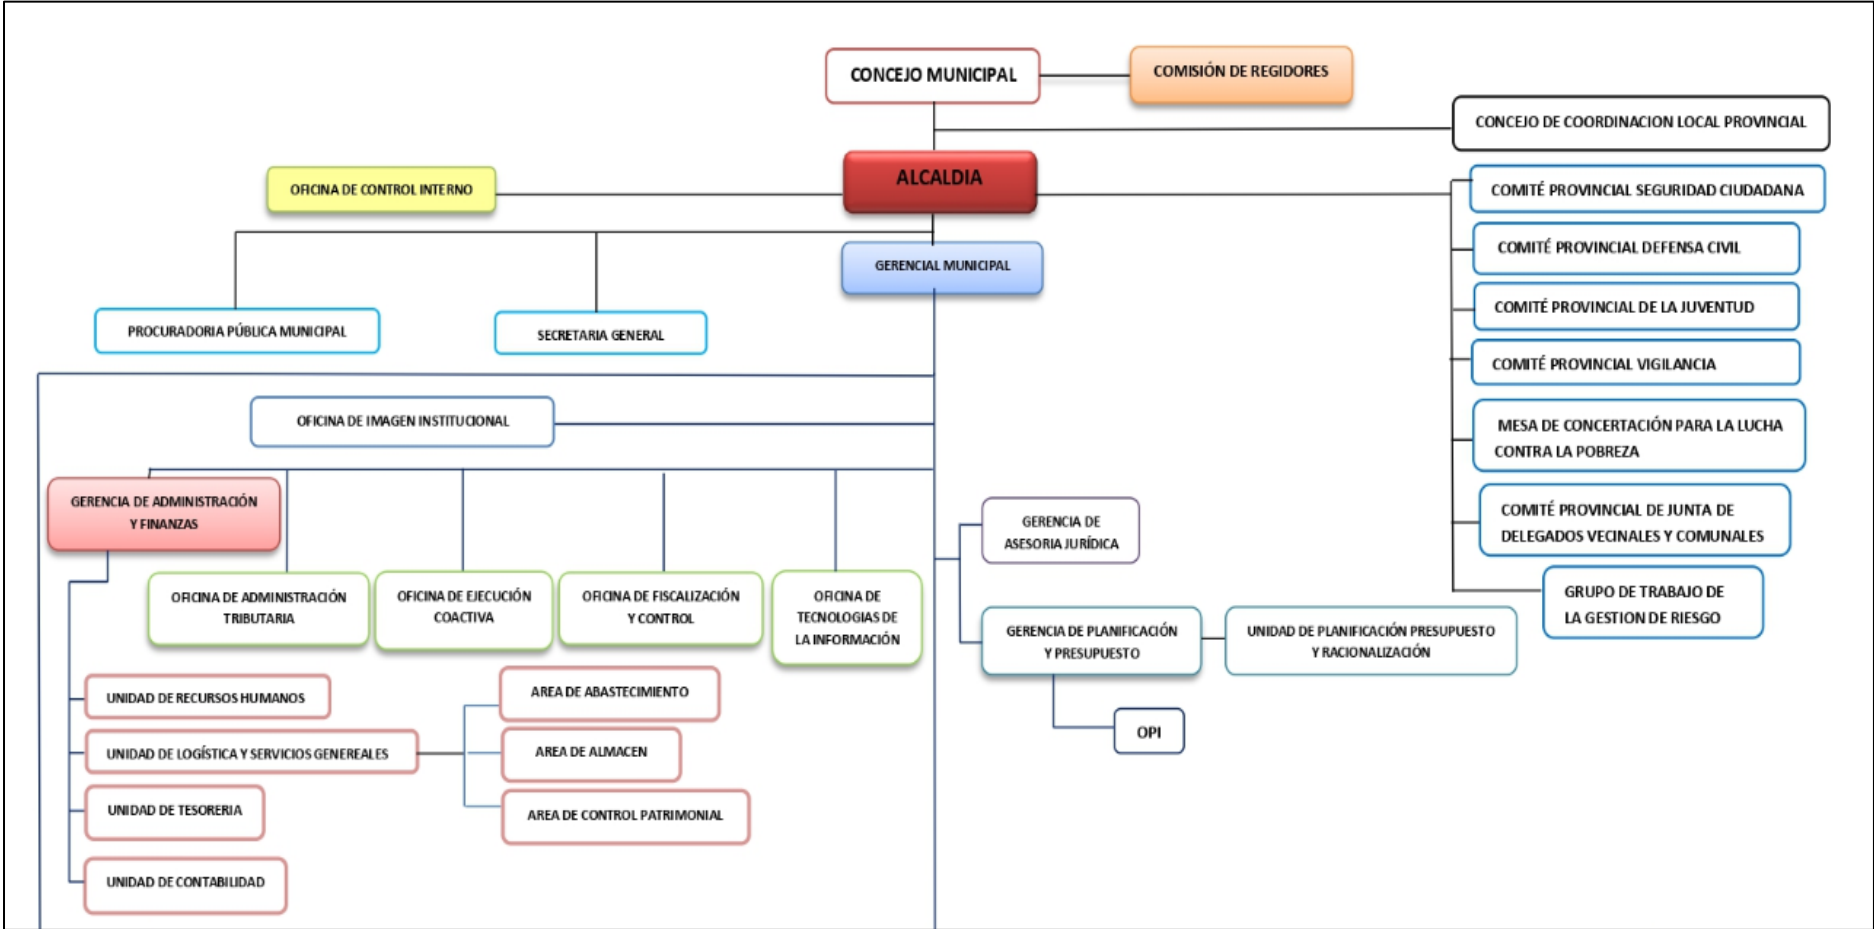 CONCEJO MUNICIPAL
COMISIÓN DE REGIDORES
CONCEJO DE COORDINACION LOCAL PROVINCIAL
ALCALDIA
OFICINA DE CONTROL INTERNO
COMITÉ PROVINCIAL SEGURIDAD CIUDADANA
COMITÉ PROVINCIAL DEFENSA CIVIL
GERENCIAL MUNICIPAL
COMITÉ PROVINCIAL DE LA JUVENTUD
PROCURADORIA PÚBLICA MUNICIPAL
SECRETARIA GENERAL
COMITÉ PROVINCIAL VIGILANCIA
OFICINA DE IMAGEN INSTITUCIONAL
MESA DE CONCERTACIÓN PARA LA LUCHA
CONTRA LA POBREZA
GERENCIA DE ADMINISTRACIÓN
Y FINANZAS
GERENCIA DE
ASESORIA JURÍDICA
COMITÉ PROVINCIAL DE JUNTA DE
DELEGADOS VECINALES Y COMUNALES
OFICINA DE ADMINISTRACIÓN
TRIBUTARIA
OFICINA DE EJECUCIÓN
COACTIVA
OFICINA DE FISCALIZACIÓN
Y CONTROL
OFICINA DE
TECNOLOGIAS DE
LA INFORMACIÓN
GRUPO DE TRABAJO DE
LA GESTION DE RIESGO
GERENCIA DE PLANIFICACIÓN
Y PRESUPUESTO
UNIDAD DE PLANIFICACIÓN PRESUPUESTO
Y RACIONALIZACIÓN
UNIDAD DE RECURSOS HUMANOS
AREA DE ABASTECIMIENTO
OPI
UNIDAD DE LOGÍSTICA Y SERVICIOS GENEREALES
AREA DE ALMACEN
UNIDAD DE TESORERIA
AREA DE CONTROL PATRIMONIAL
UNIDAD DE CONTABILIDAD